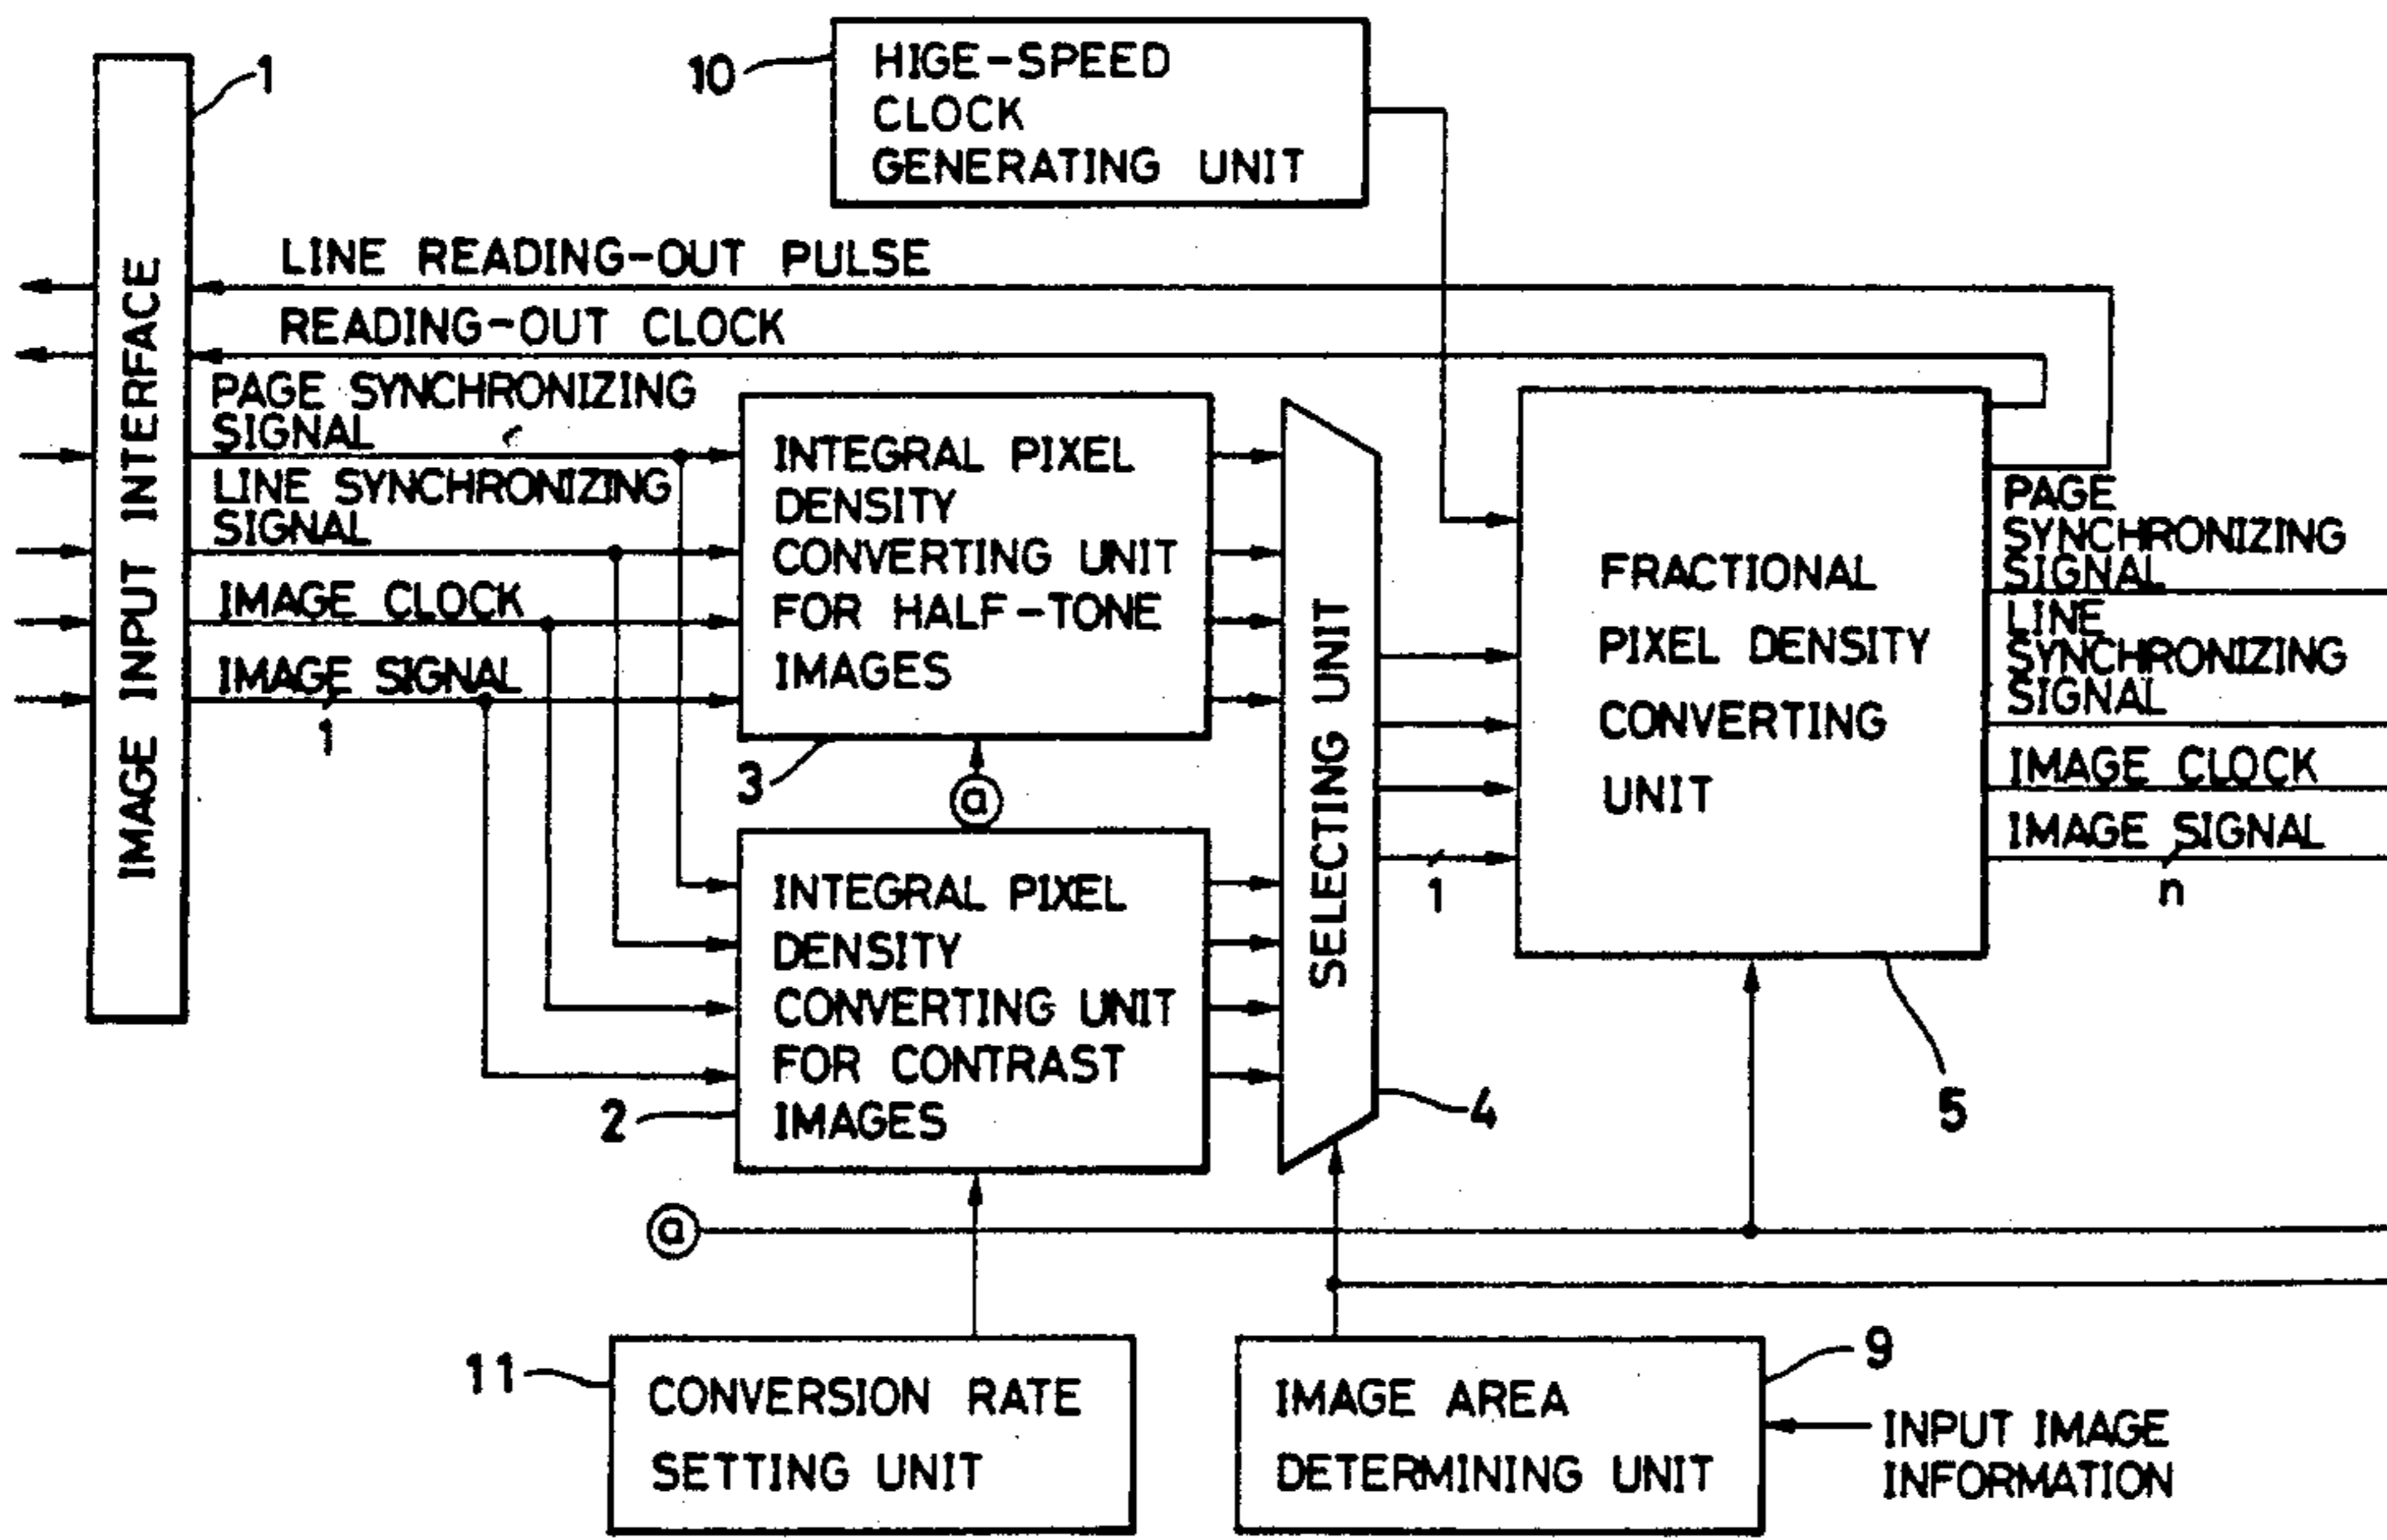 10
HIGE-SPEED
CLOCK
GENERATING UNIT
1
IMAGE INPUT INTERFACE
LINE READING-OUT PULSE
READING-OUT CLOCK
PAGE SYNCHRONIZING
SIGNAL
LINE SYNCHRONIZING
SIGNAL
IMAGE CLOCK
IMAGE SIGNAL
1
INTEGRAL PIXEL
DENSITY
CONVERTING UNIT
FOR HALF-TONE
IMAGES
3
a
INTEGRAL PIXEL
DENSITY
CONVERTING UNIT
FOR CONTRAST
IMAGES
2
SELECTING UNIT
4
1
FRACTIONAL
PIXEL DENSITY
CONVERTING
UNIT
5
PAGE
SYNCHRONIZING
SIGNAL
LINE
SYNCHRONIZING
SIGNAL
IMAGE CLOCK
IMAGE SIGNAL
n
a
11
CONVERSION RATE
SETTING UNIT
IMAGE AREA
DETERMINING UNIT
9
INPUT IMAGE
INFORMATION